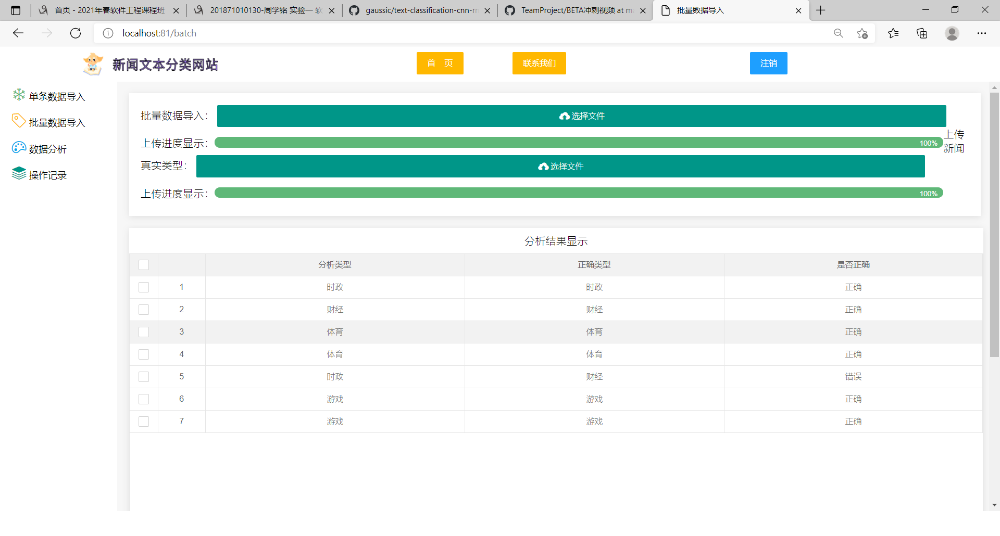 首页 - 2021年春软件工程课程班
201871010130-周学铭 实验一 软
gaussic/text-classification-cnn-rn
TeamProject/BETA冲刺视频 at ma
批量数据导入
localhost:81/batch
新闻文本分类网站
首 页
联系我们
注销
单条数据导入
批量数据导入
数据分析
操作记录
批量数据导入：
选择文件
上传进度显示：
100%
上传
新闻
真实类型：
选择文件
上传进度显示：
100%
分析结果显示
分析类型 正确类型 是否正确
1 时政 时政 正确
2 财经 财经 正确
3 体育 体育 正确
4 体育 体育 正确
5 时政 财经 错误
6 游戏 游戏 正确
7 游戏 游戏 正确